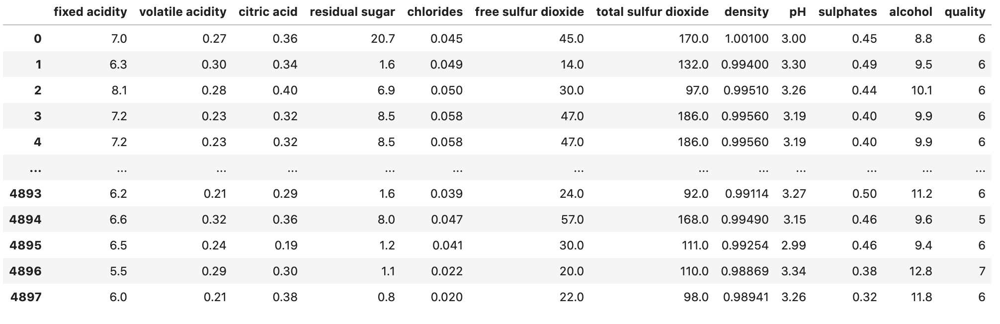 fixed acidity volatile acidity citric acid residual sugar chlorides free sulfur dioxide total sulfur dioxide density pH sulphates alcohol quality
0 7.0 0.27 0.36 20.7 0.045 45.0 170.0 1.00100 3.00 0.45 8.8 6
1 6.3 0.30 0.34 1.6 0.049 14.0 132.0 0.99400 3.30 0.49 9.5 6
2 8.1 0.28 0.40 6.9 0.050 30.0 97.0 0.99510 3.26 0.44 10.1 6
3 7.2 0.23 0.32 8.5 0.058 47.0 186.0 0.99560 3.19 0.40 9.9 6
4 7.2 0.23 0.32 8.5 0.058 47.0 186.0 0.99560 3.19 0.40 9.9 6
... ... ... ... ... ... ... ... ... ... ... ... ...
4893 6.2 0.21 0.29 1.6 0.039 24.0 92.0 0.99114 3.27 0.50 11.2 6
4894 6.6 0.32 0.36 8.0 0.047 57.0 168.0 0.99490 3.15 0.46 9.6 5
4895 6.5 0.24 0.19 1.2 0.041 30.0 111.0 0.99254 2.99 0.46 9.4 6
4896 5.5 0.29 0.30 1.1 0.022 20.0 110.0 0.98869 3.34 0.38 12.8 7
4897 6.0 0.21 0.38 0.8 0.020 22.0 98.0 0.98941 3.26 0.32 11.8 6